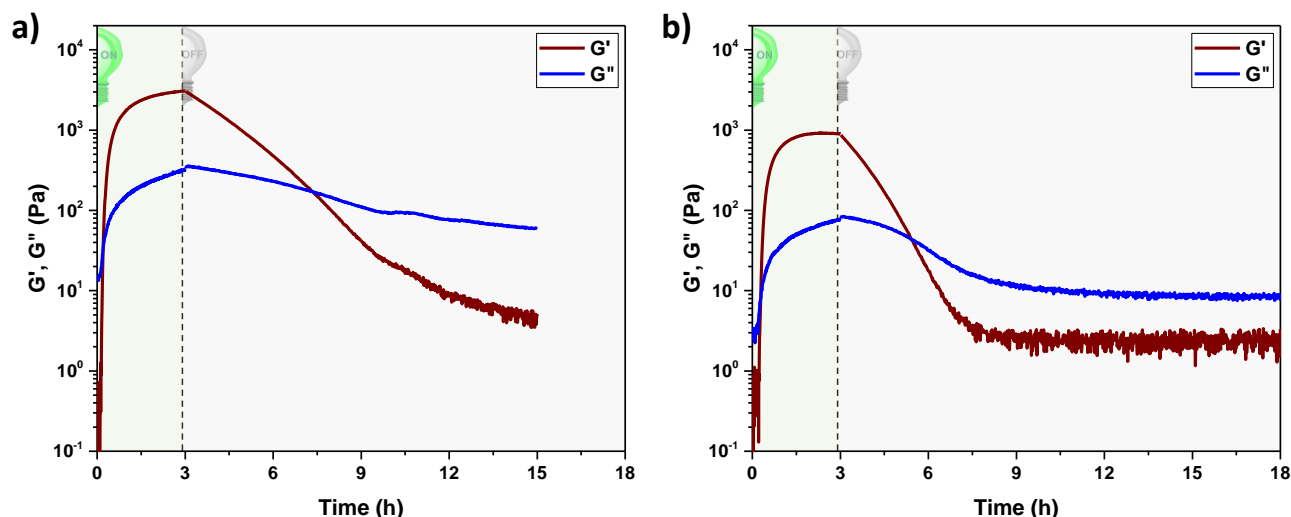 a)
ON
OFF
G'
G"
G', G" (Pa)
10⁴
10³
10²
10¹
10⁰
10⁻¹
0 3 6 9 12 15 18
Time (h)
b)
ON
OFF
G'
G"
G', G" (Pa)
10⁴
10³
10²
10¹
10⁰
10⁻¹
0 3 6 9 12 15 18
Time (h)